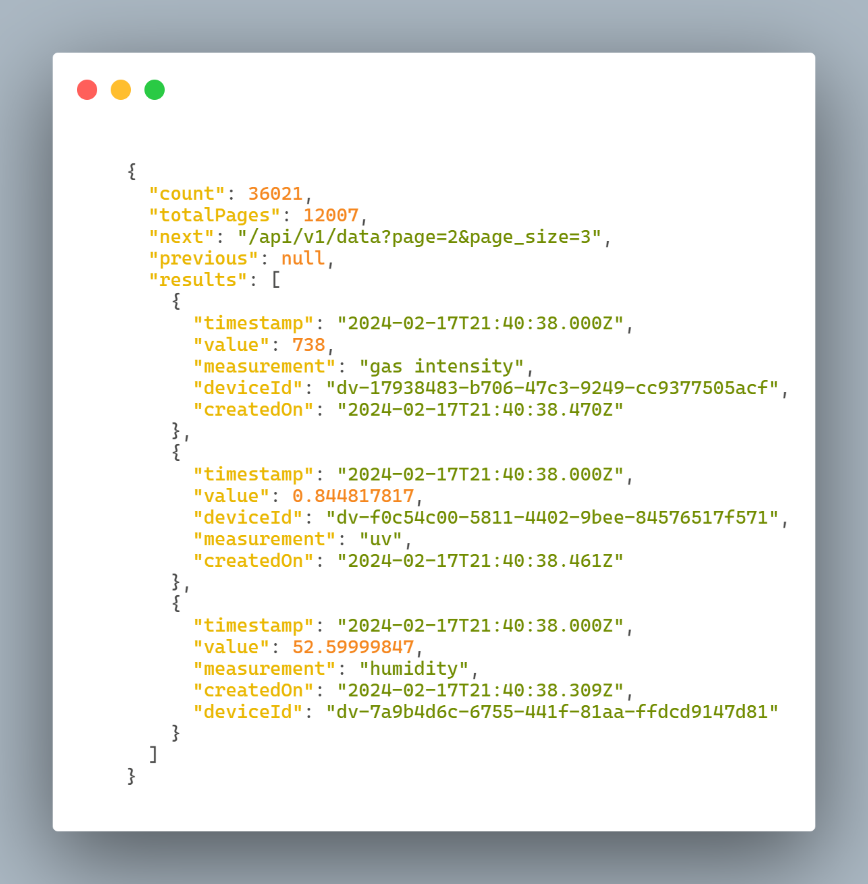 {
  "count": 36021,
  "totalPages": 12007,
  "next": "/api/v1/data?page=2&page_size=3",
  "previous": null,
  "results": [
    {
      "timestamp": "2024-02-17T21:40:38.000Z",
      "value": 738,
      "measurement": "gas intensity",
      "deviceId": "dv-17938483-b706-47c3-9249-cc9377505acf",
      "createdOn": "2024-02-17T21:40:38.470Z"
    },
    {
      "timestamp": "2024-02-17T21:40:38.000Z",
      "value": 0.844817817,
      "deviceId": "dv-f0c54c00-5811-4402-9bee-84576517f571",
      "measurement": "uv",
      "createdOn": "2024-02-17T21:40:38.461Z"
    },
    {
      "timestamp": "2024-02-17T21:40:38.000Z",
      "value": 52.59999847,
      "measurement": "humidity",
      "createdOn": "2024-02-17T21:40:38.309Z",
      "deviceId": "dv-7a9b4d6c-6755-441f-81aa-ffdcd9147d81"
    }
  ]
}